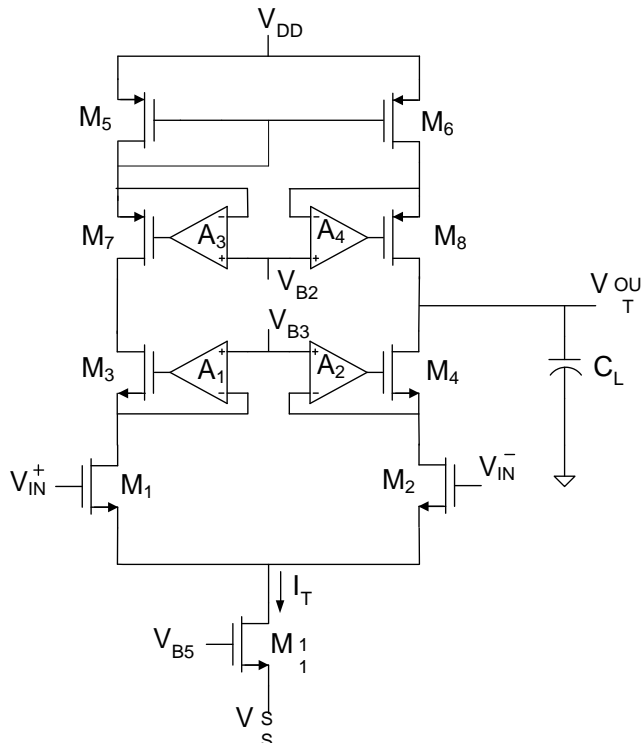 VDD
M5
M6
M7
A3
A4
M8
VB2
VB3
M3
A1
A2
M4
VOUT
CL
VIN+
M1
M2
VIN−
IT
VB5
M11
VSS
- +
- +
+ -
+ -